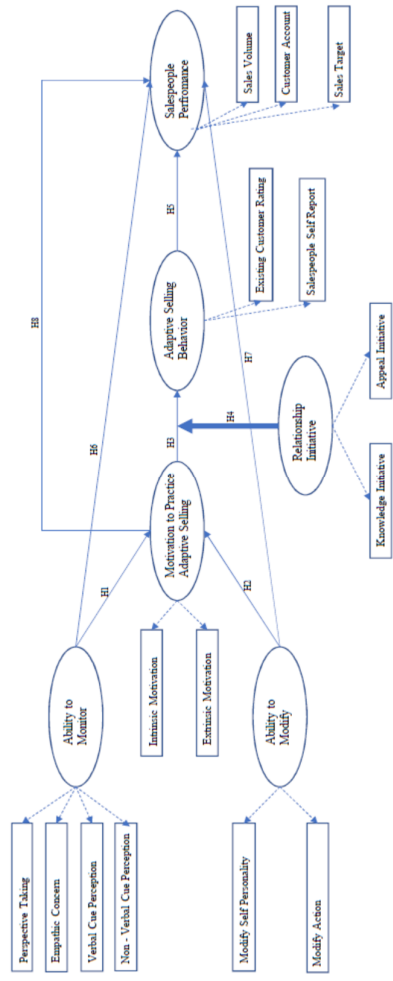 Perspective Taking
Empathic Concern
Verbal Cue Perception
Non - Verbal Cue Perception
Modify Self Personality
Modify Action
Ability to
Monitor
Ability to
Modify
Intrinsic Motivation
Extrinsic Motivation
H1
H2
Motivation to Practice
Adaptive Selling
H6
H8
H3
H4
H7
Relationship
Initiative
Knowledge Initiative
Appeal Initiative
Adaptive Selling
Behavior
Existing Customer Rating
Salespeople Self Report
H5
Salespeople
Perfromance
Sales Volume
Customer Account
Sales Target